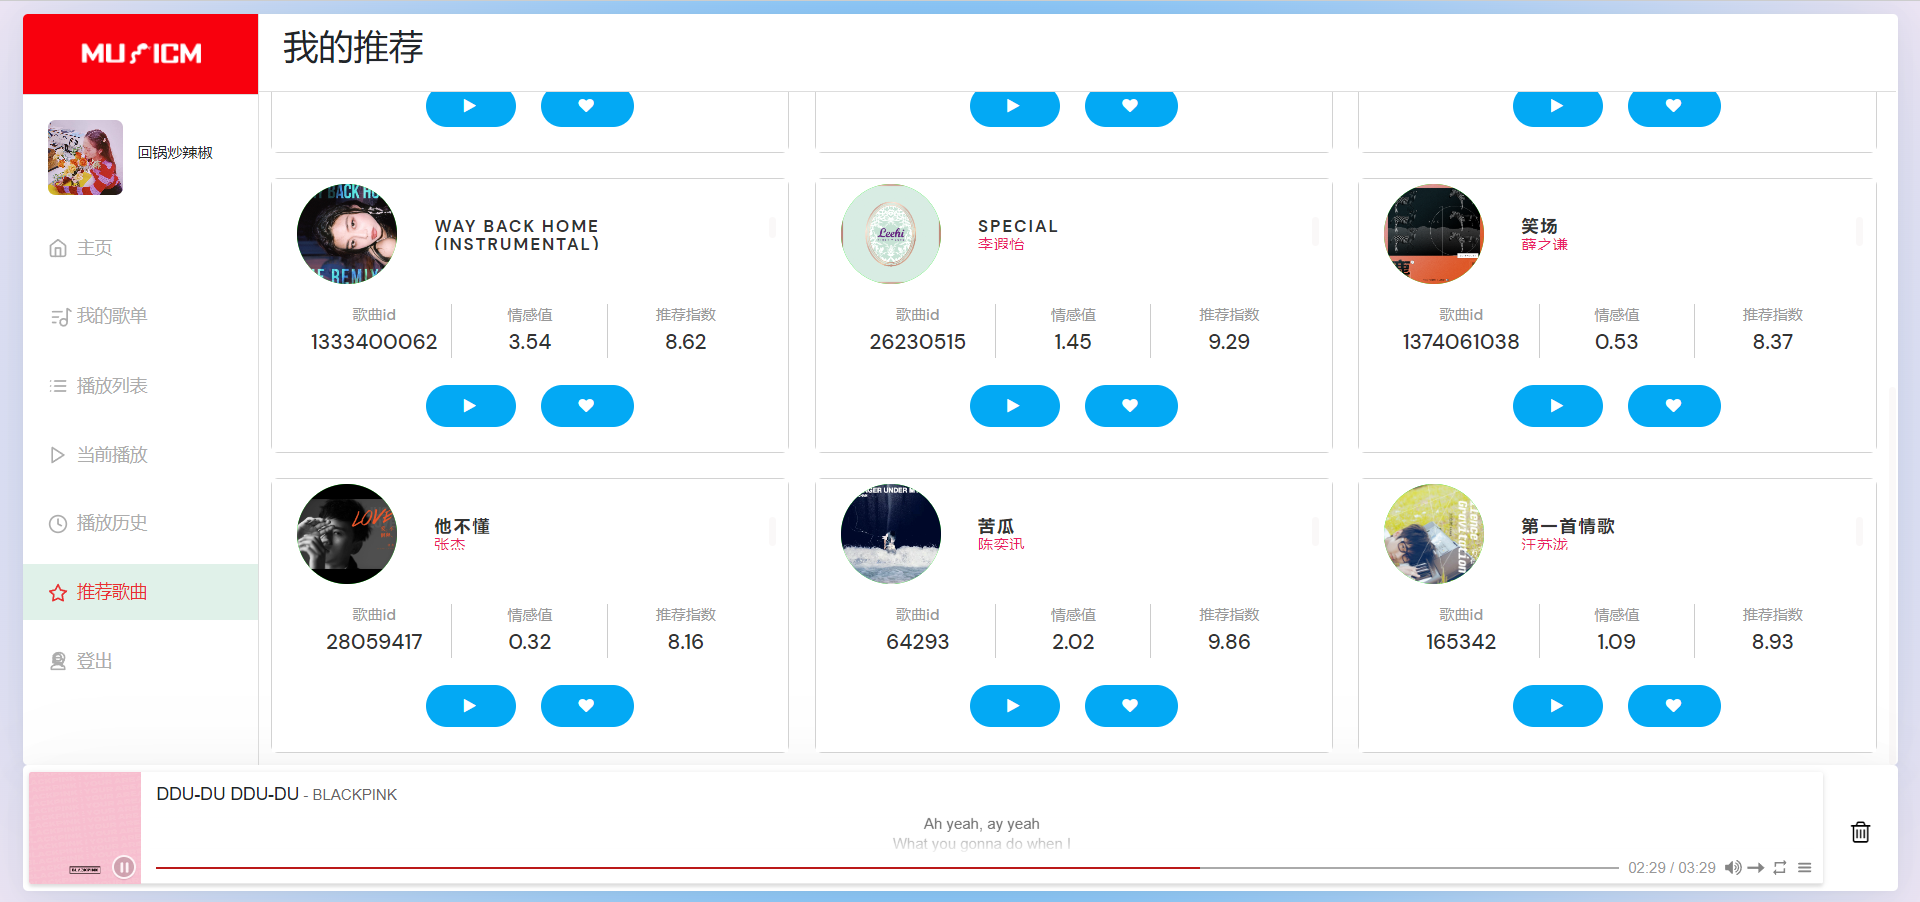 MUSICM
我的推荐
回锅炒辣椒
主页
我的歌单
播放列表
当前播放
播放历史
推荐歌曲
登出
WAY BACK HOME
(INSTRUMENTAL)
歌曲id
情感值
推荐指数
1333400062
3.54
8.62
SPECIAL
李遐怡
歌曲id
情感值
推荐指数
26230515
1.45
9.29
笑场
薛之谦
歌曲id
情感值
推荐指数
1374061038
0.53
8.37
LOVE
他不懂
张杰
歌曲id
情感值
推荐指数
28059417
0.32
8.16
苦瓜
陈奕迅
歌曲id
情感值
推荐指数
64293
2.02
9.86
第一首情歌
汪苏泷
歌曲id
情感值
推荐指数
165342
1.09
8.93
DDU-DU DDU-DU - BLACKPINK
Ah yeah, ay yeah
What you gonna do when I
BLACKPINK
02:29 / 03:29